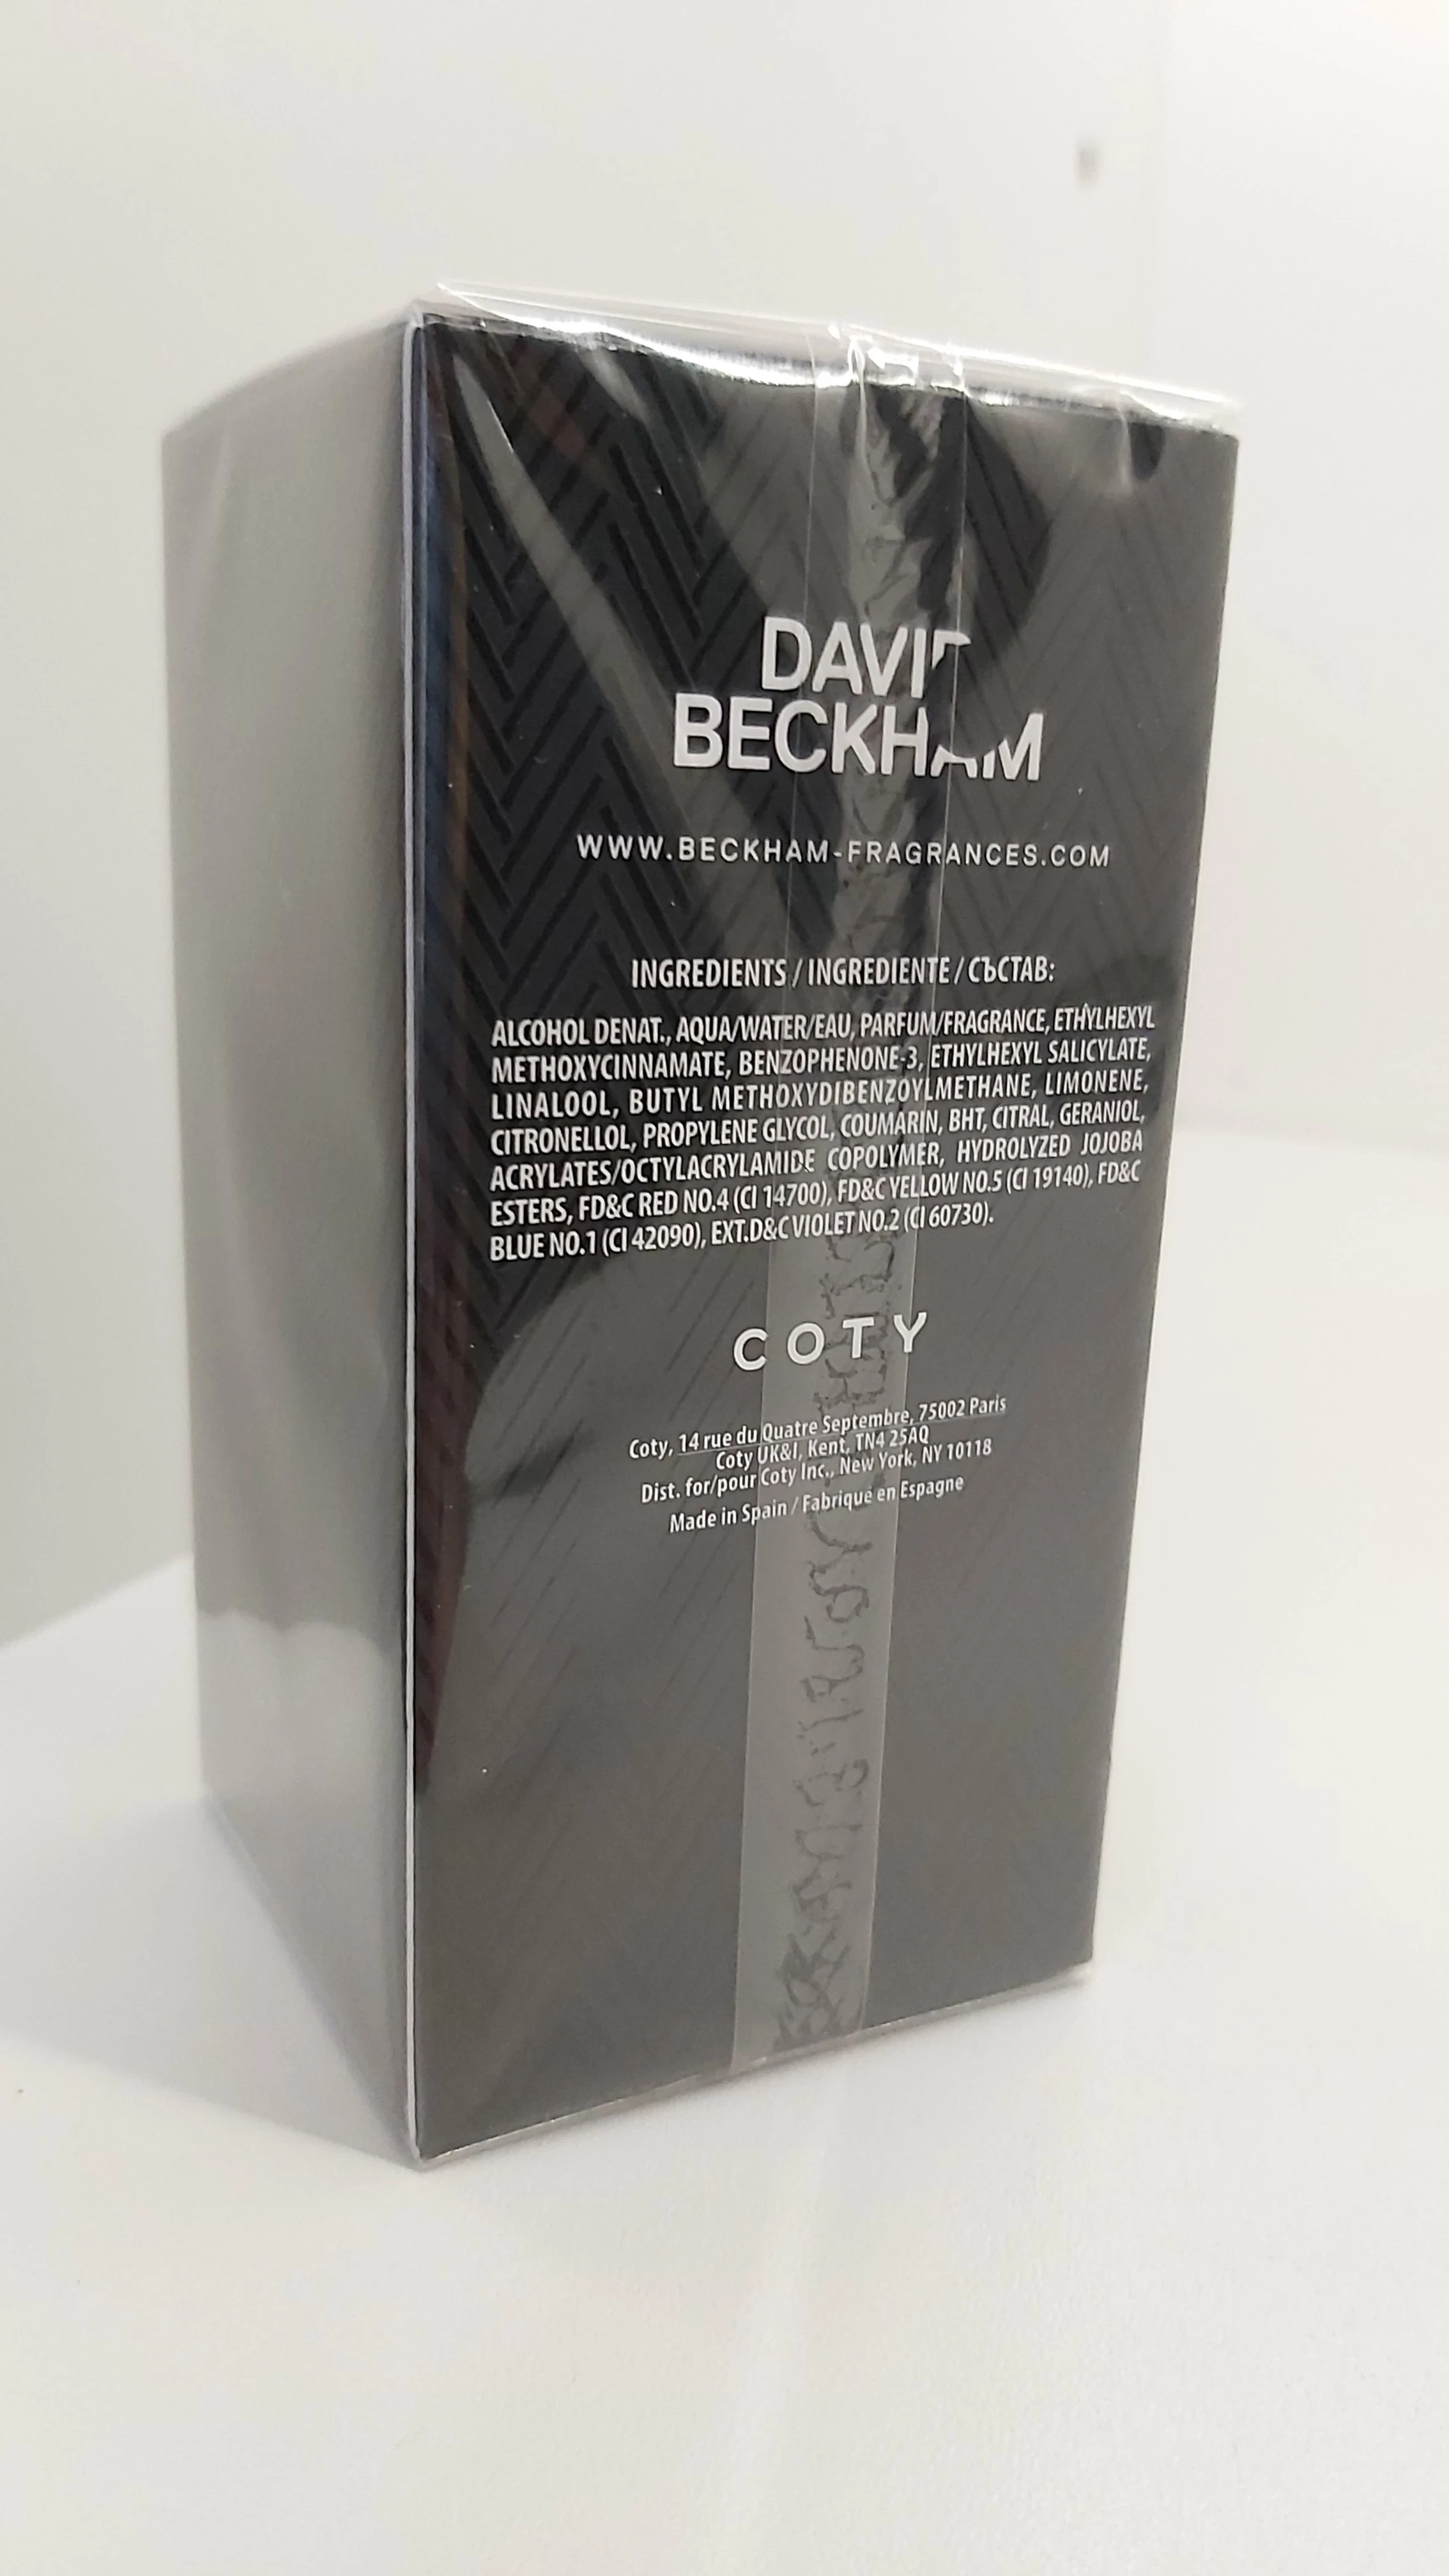 DAVID
BECKHAM
WWW.BECKHAM-FRAGRANCES.COM
INGREDIENTS / INGREDIENTE / СЪСТАВ:
ALCOHOL DENAT., AQUA/WATER/EAU, PARFUM/FRAGRANCE, ETHYLHEXYL
METHOXYCINNAMATE, BENZOPHENONE-3, ETHYLHEXYL SALICYLATE,
LINALOOL, BUTYL METHOXYDIBENZOYLMETHANE, LIMONENE,
CITRONELLOL, PROPYLENE GLYCOL, COUMARIN, BHT, CITRAL, GERANIOL,
ACRYLATES/OCTYLACRYLAMIDE COPOLYMER, HYDROLYZED JOJOBA
ESTERS, FD&C RED NO.4 (CI 14700), FD&C YELLOW NO.5 (CI 19140), FD&C
BLUE NO.1 (CI 42090), EXT.D&C VIOLET NO.2 (CI 60730).
COTY
Coty, 14 rue du Quatre Septembre, 75002 Paris
Coty UK&I, Kent, TN4 25AQ
Dist. for/pour Coty Inc., New York, NY 10118
Made in Spain / Fabriqué en Espagne